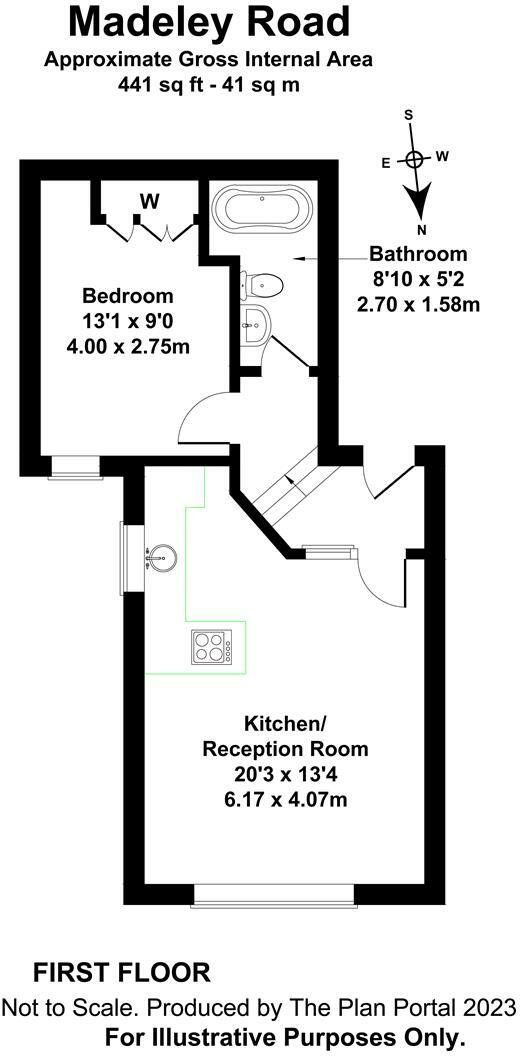 Madeley Road
Approximate Gross Internal Area
441 sq ft - 41 sq m
S
E
W
N
W
Bathroom
8'10 x 5'2
2.70 x 1.58m
Bedroom
13'1 x 9'0
4.00 x 2.75m
Kitchen/
Reception Room
20'3 x 13'4
6.17 x 4.07m
FIRST FLOOR
Not to Scale. Produced by The Plan Portal 2023
For Illustrative Purposes Only.